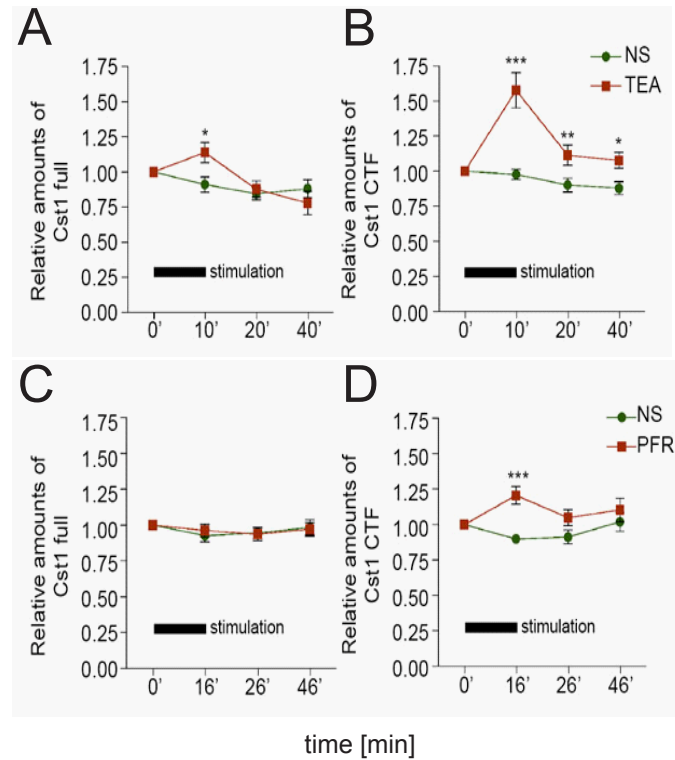 A
Relative amounts of
Cst1 full
1.75
1.50
1.25
1.00
0.75
0.50
0.25
0.00
*
stimulation
0' 10' 20' 40'
B
NS
TEA
Relative amounts of
Cst1 CTF
1.75
1.50
1.25
1.00
0.75
0.50
0.25
0.00
***
**
*
stimulation
0' 10' 20' 40'
C
Relative amounts of
Cst1 full
1.75
1.50
1.25
1.00
0.75
0.50
0.25
0.00
stimulation
0' 16' 26' 46'
D
NS
PFR
Relative amounts of
Cst1 CTF
1.75
1.50
1.25
1.00
0.75
0.50
0.25
0.00
***
stimulation
0' 16' 26' 46'
time [min]